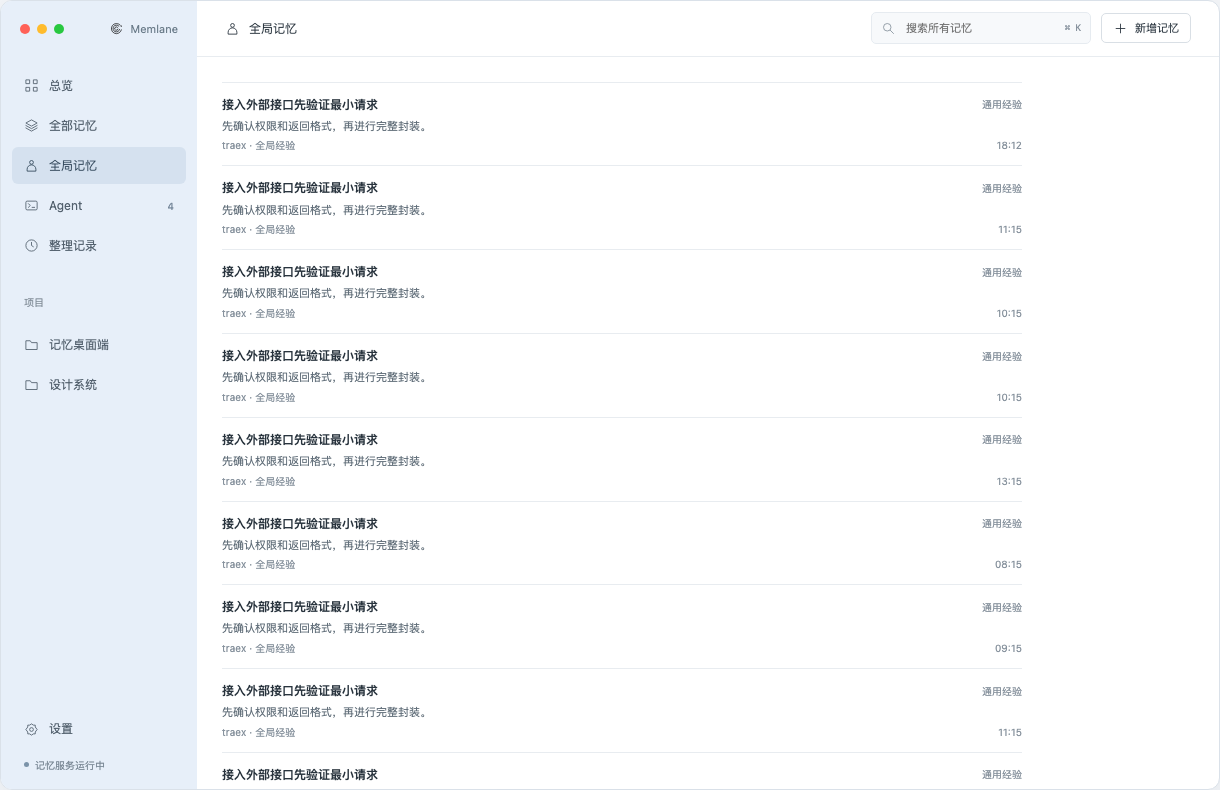 Memlane
总览
全部记忆
全局记忆
Agent 4
整理记录
项目
记忆桌面端
设计系统
设置
记忆服务运行中
全局记忆
搜索所有记忆 ⌘ K
新增记忆
接入外部接口先验证最小请求 通用经验
先确认权限和返回格式，再进行完整封装。
traex · 全局经验 18:12
接入外部接口先验证最小请求 通用经验
先确认权限和返回格式，再进行完整封装。
traex · 全局经验 11:15
接入外部接口先验证最小请求 通用经验
先确认权限和返回格式，再进行完整封装。
traex · 全局经验 10:15
接入外部接口先验证最小请求 通用经验
先确认权限和返回格式，再进行完整封装。
traex · 全局经验 10:15
接入外部接口先验证最小请求 通用经验
先确认权限和返回格式，再进行完整封装。
traex · 全局经验 13:15
接入外部接口先验证最小请求 通用经验
先确认权限和返回格式，再进行完整封装。
traex · 全局经验 08:15
接入外部接口先验证最小请求 通用经验
先确认权限和返回格式，再进行完整封装。
traex · 全局经验 09:15
接入外部接口先验证最小请求 通用经验
先确认权限和返回格式，再进行完整封装。
traex · 全局经验 11:15
接入外部接口先验证最小请求 通用经验